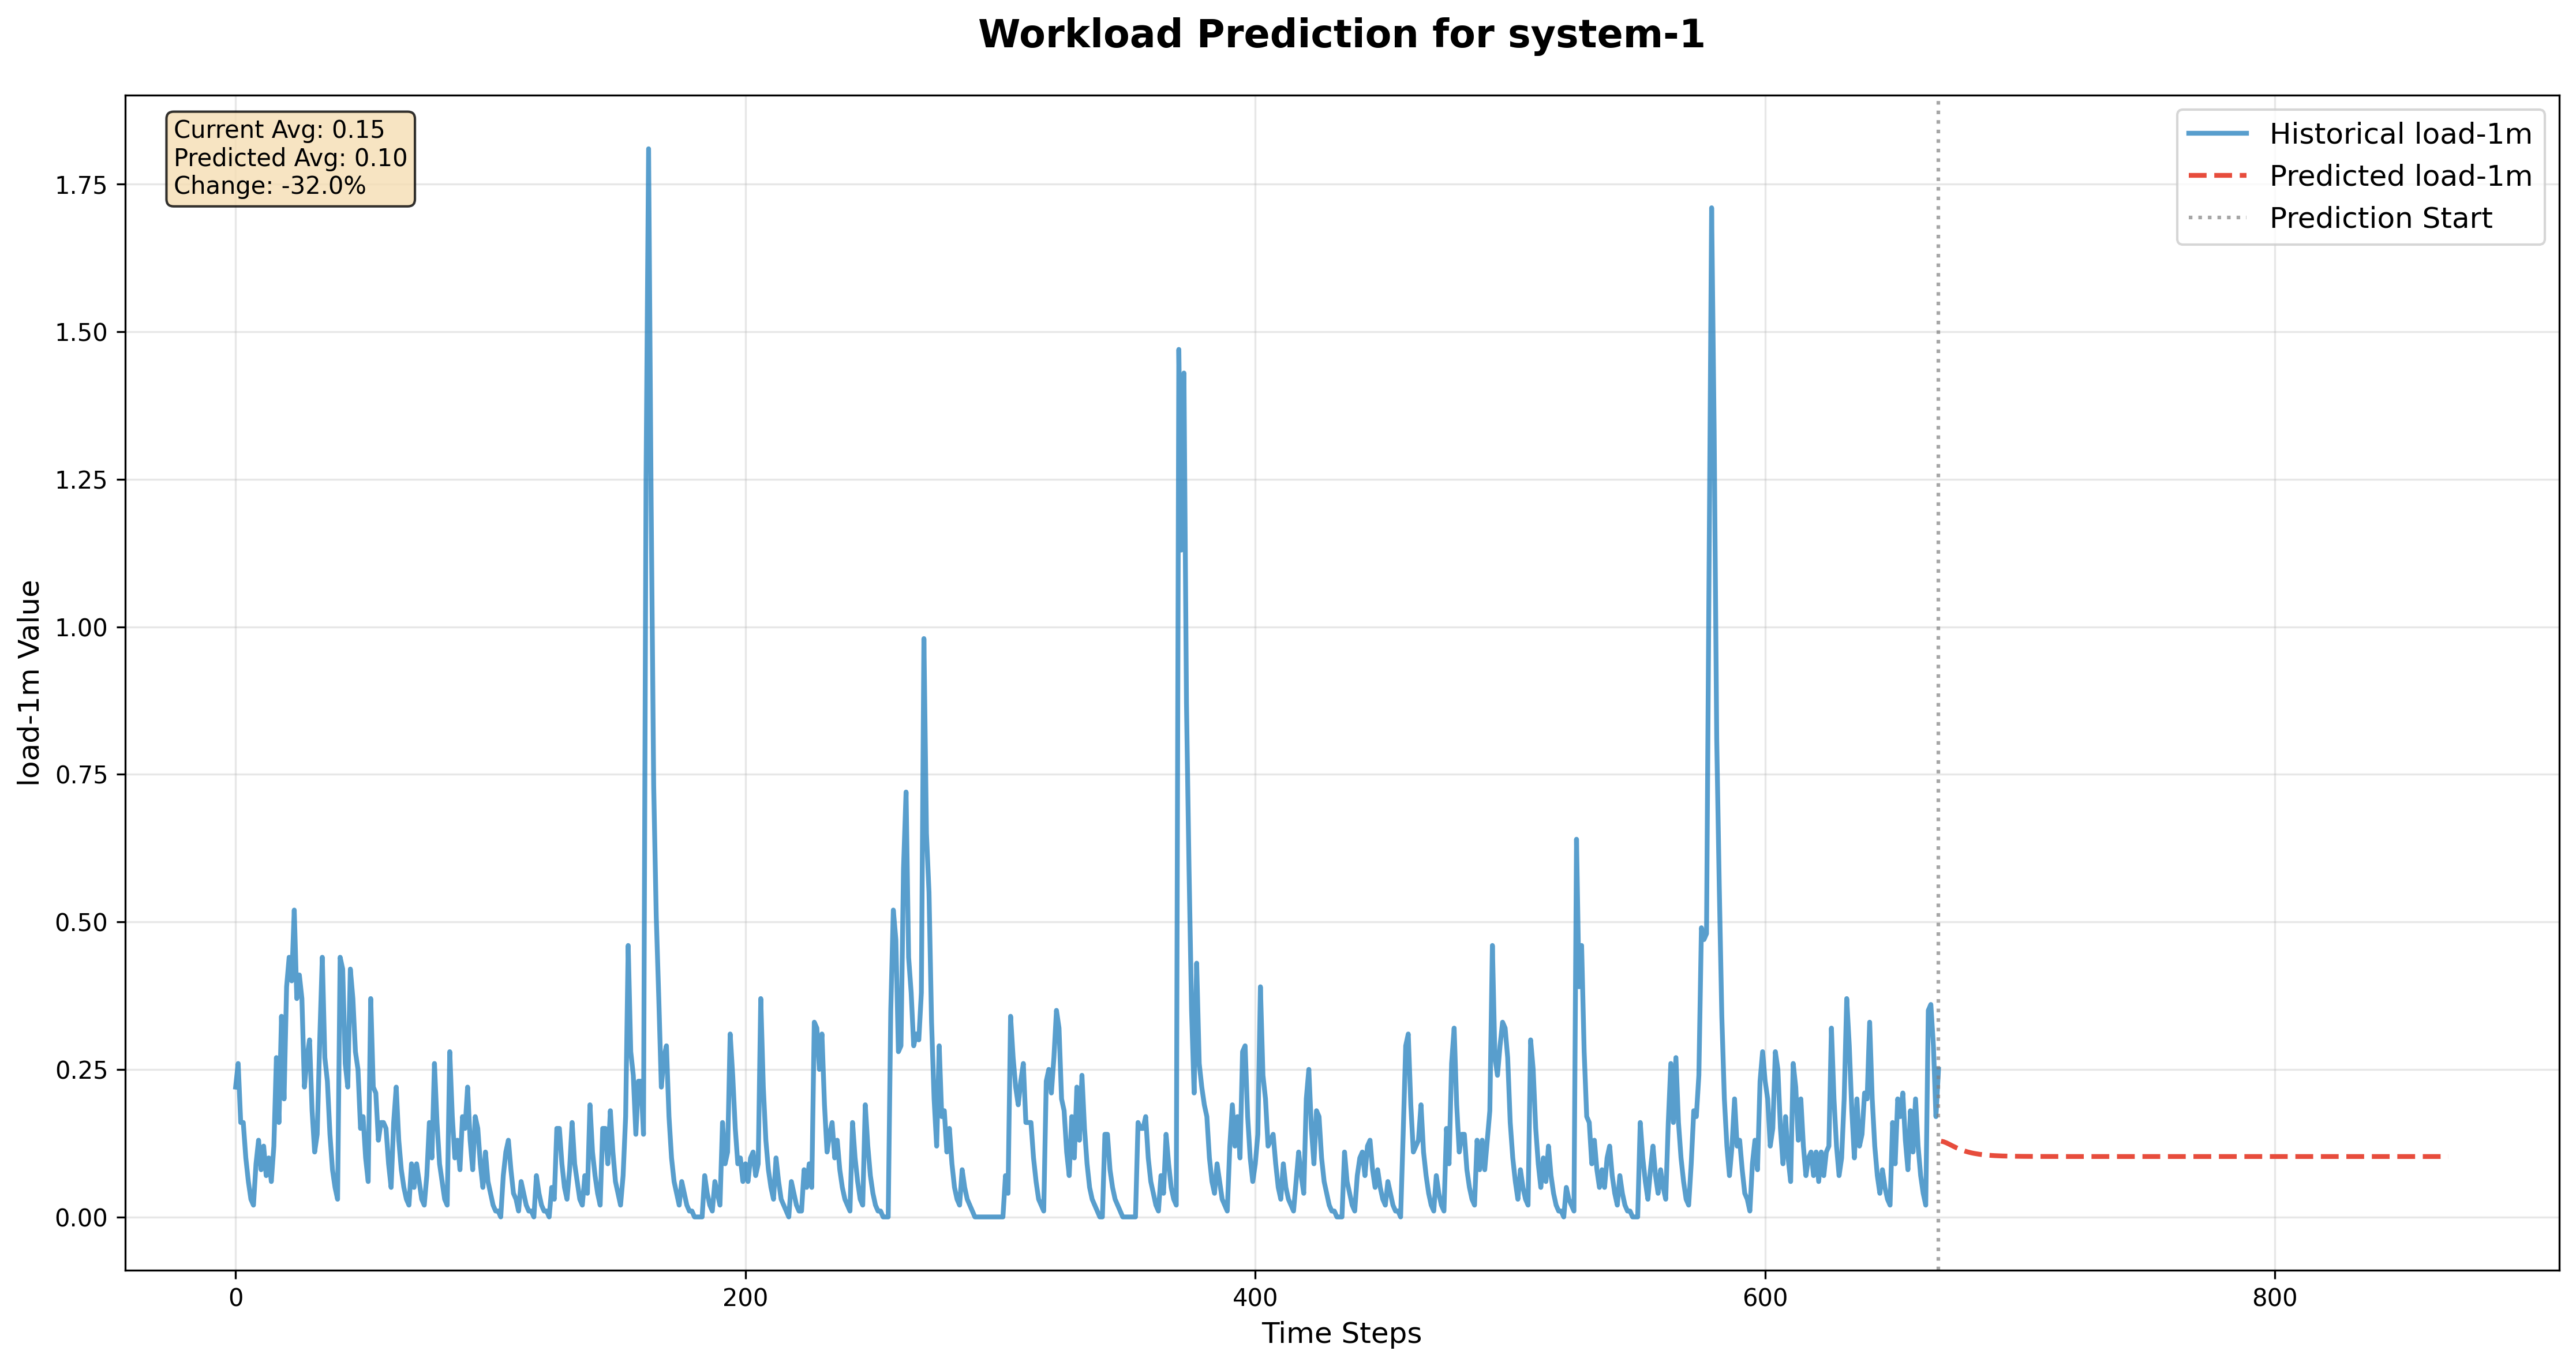 Workload Prediction for system-1
Current Avg: 0.15
Predicted Avg: 0.10
Change: -32.0%
Historical load-1m
Predicted load-1m
Prediction Start
load-1m Value
1.75
1.50
1.25
1.00
0.75
0.50
0.25
0.00
0 200 400 600 800
Time Steps